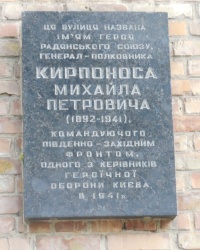 ЦЯ ВУЛИЦЯ НАЗВАНА
ІМ'ЯМ ГЕРОЯ
РАДЯНСЬКОГО СОЮЗУ,
ГЕНЕРАЛ-ПОЛКОВНИКА
КИРПОНОСА
МИХАЙЛА
ПЕТРОВИЧА
(1892-1941),
КОМАНДУЮЧОГО
ПІВДЕННО-ЗАХІДНИМ
ФРОНТОМ,
ОДНОГО З КЕРІВНИКІВ
ГЕРОЇЧНОЇ
ОБОРОНИ КИЄВА
В 1941р.